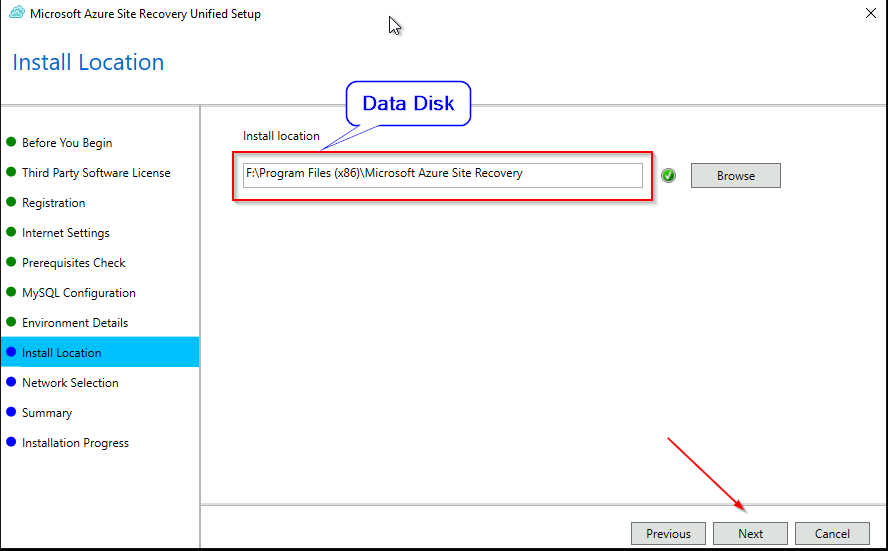 Microsoft Azure Site Recovery Unified Setup
Install Location
Data Disk
Before You Begin
Third Party Software License
Registration
Internet Settings
Prerequisites Check
MySQL Configuration
Environment Details
Install Location
Network Selection
Summary
Installation Progress
Install location
F:\Program Files (x86)\Microsoft Azure Site Recovery
Browse
Previous
Next
Cancel